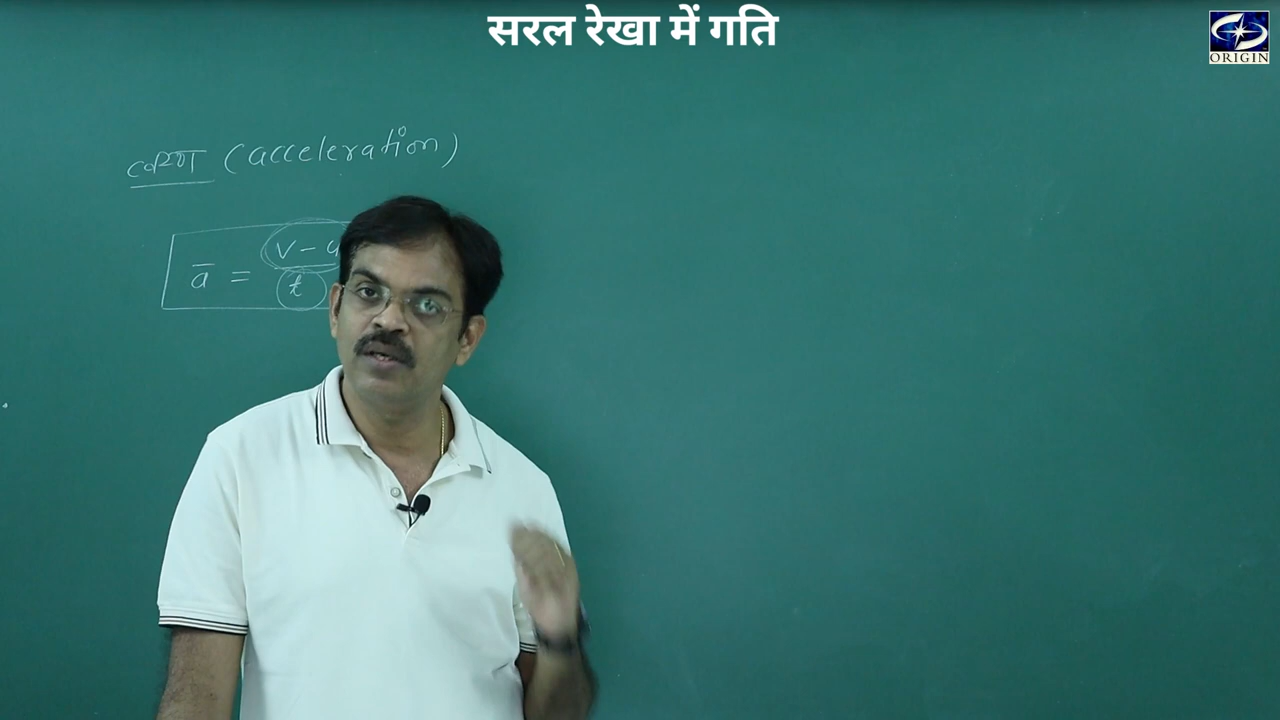 सरल रेखा में गति
ORIGIN
त्वरण (acceleration)
a̅ = v - u
t